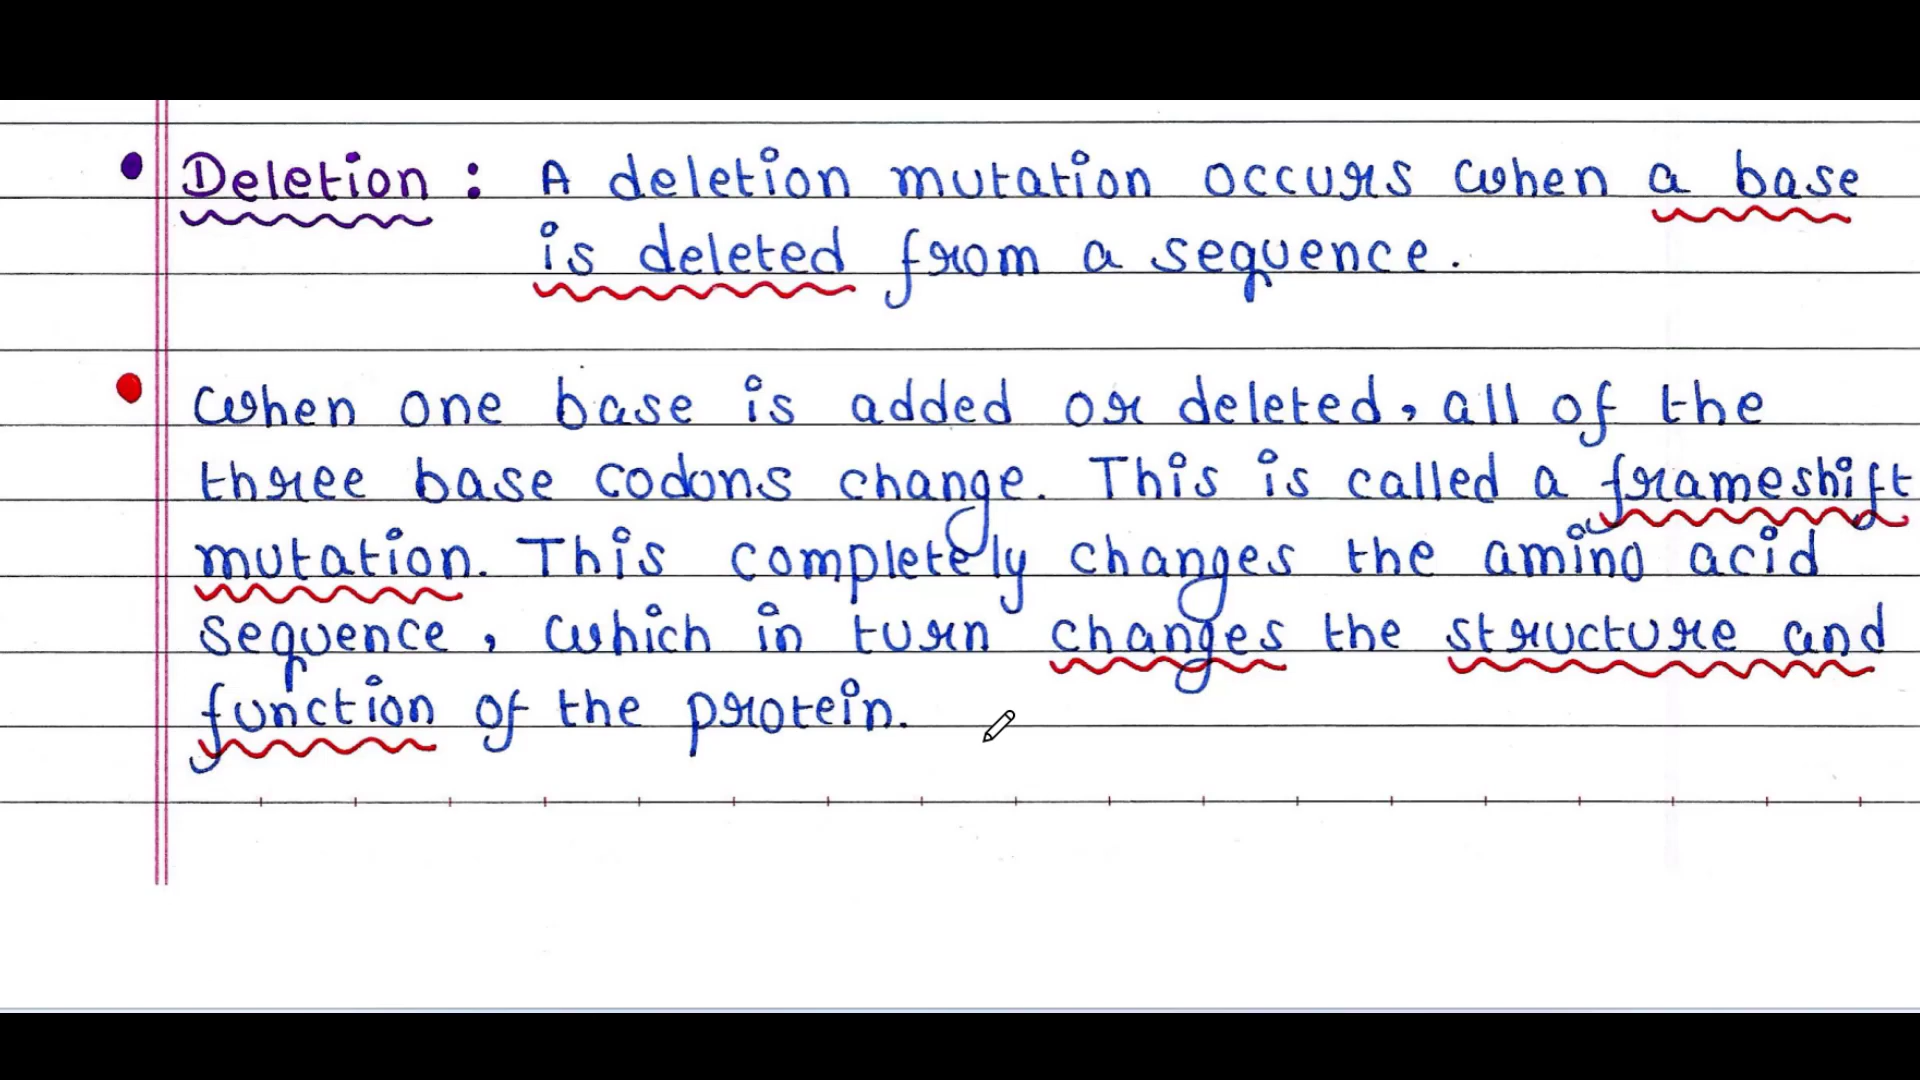 Deletion : A deletion mutation occurs when a base
is deleted from a sequence.
When one base is added or deleted, all of the
three base codons change. This is called a frameshift
mutation. This completely changes the amino acid
sequence, which in turn changes the structure and
function of the protein.